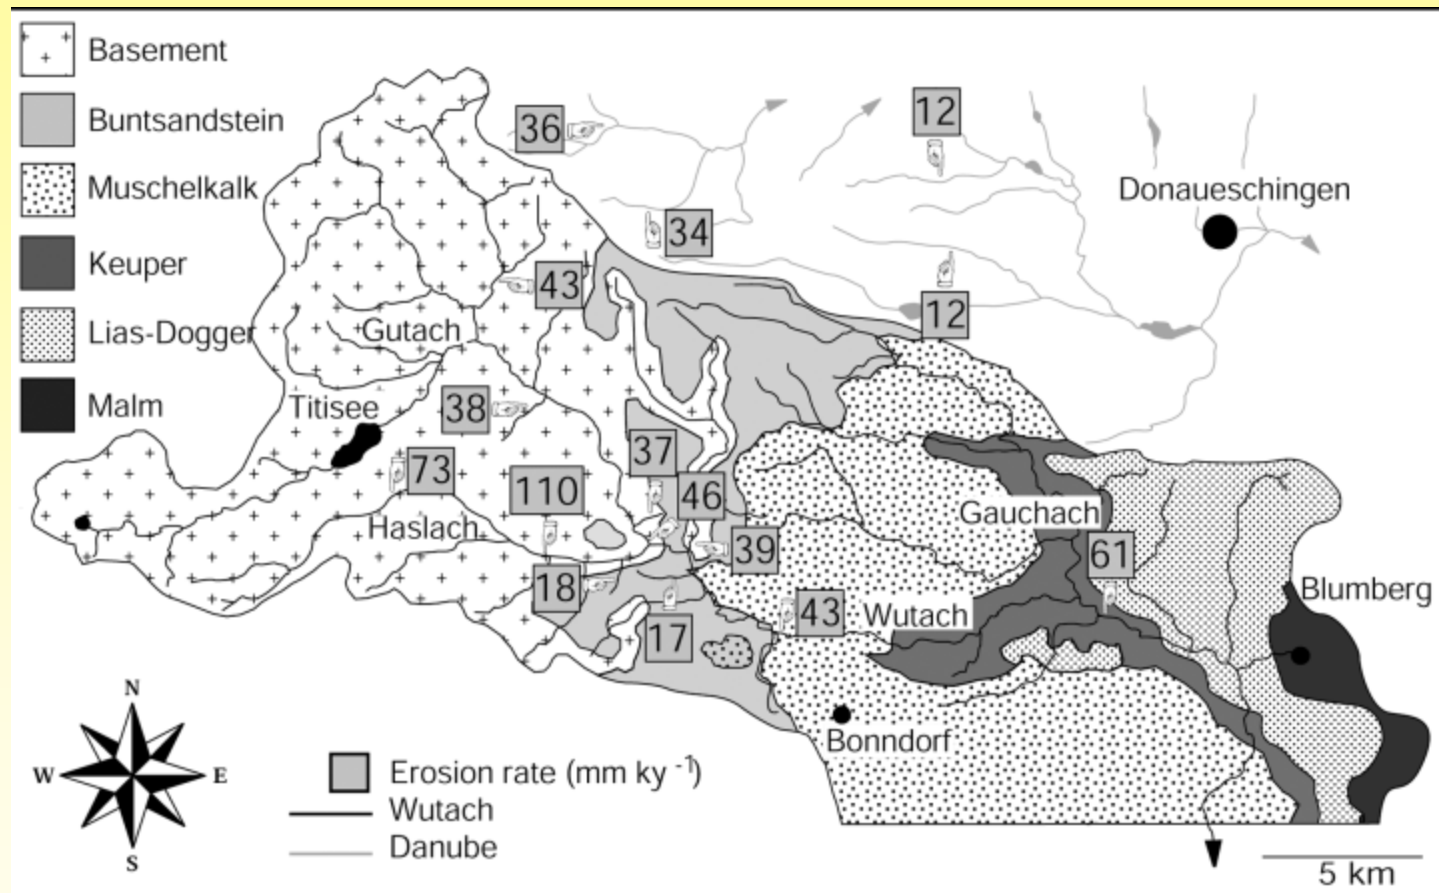 Basement
Buntsandstein
Muschelkalk
Keuper
Lias-Dogger
Malm
36
12
Donaueschingen
34
43
12
Gutach
Titisee
38
37
73
110
46
Gauchach
Haslach
39
61
18
Blumberg
43
Wutach
17
N
Bonndorf
W
E
S
Erosion rate (mm ky -1)
Wutach
Danube
5 km